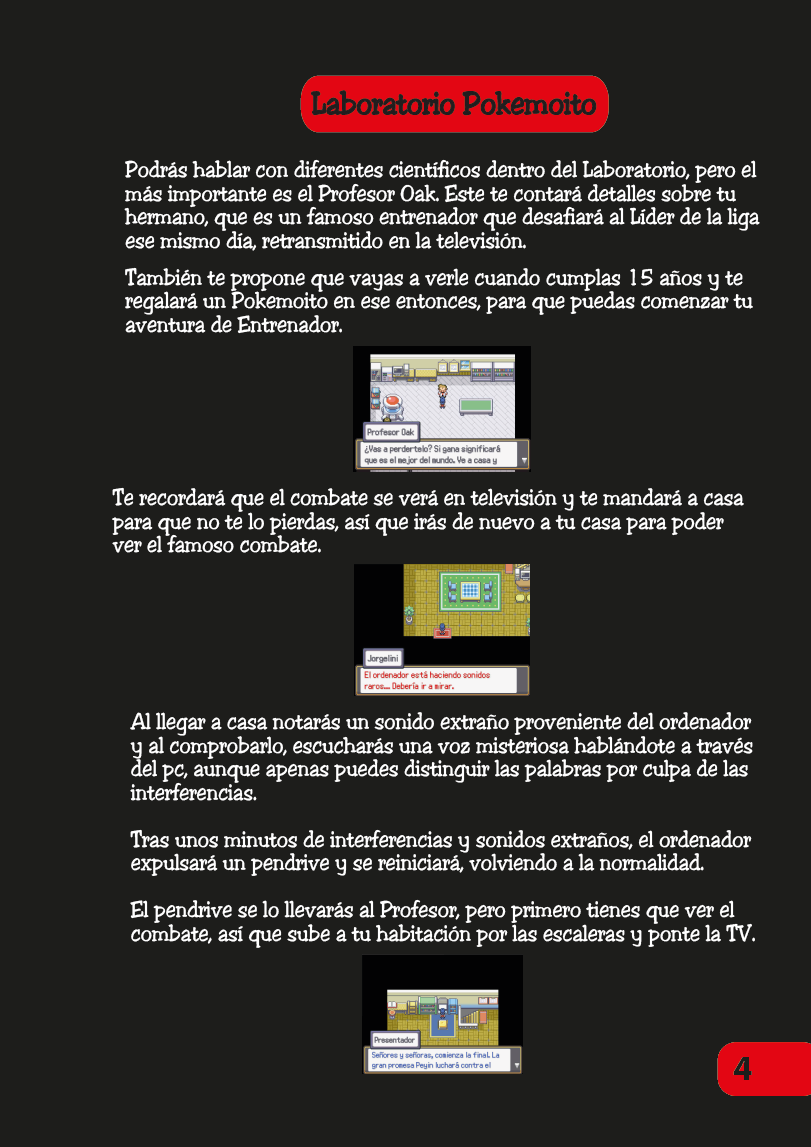 Laboratorio Pokemoito
Podrás hablar con diferentes científicos dentro del Laboratorio, pero el
más importante es el Profesor Oak. Este te contará detalles sobre tu
hermano, que es un famoso entrenador que desafiará al Líder de la liga
ese mismo día, retransmitido en la televisión.
También te propone que vayas a verle cuando cumplas 15 años y te
regalará un Pokemoito en ese entonces, para que puedas comenzar tu
aventura de Entrenador.
Profesor Oak
¿Vas a perdertelo? Si gana significará
que es el mejor del mundo. Ve a casa y
Te recordará que el combate se verá en televisión y te mandará a casa
para que no te lo pierdas, así que irás de nuevo a tu casa para poder
ver el famoso combate.
Jorgelini
El ordenador está haciendo sonidos
raros... Debería ir a mirar.
Al llegar a casa notarás un sonido extraño proveniente del ordenador
y al comprobarlo, escucharás una voz misteriosa hablándote a través
del pc, aunque apenas puedes distinguir las palabras por culpa de las
interferencias.
Tras unos minutos de interferencias y sonidos extraños, el ordenador
expulsará un pendrive y se reiniciará, volviendo a la normalidad.
El pendrive se lo llevarás al Profesor, pero primero tienes que ver el
combate, así que sube a tu habitación por las escaleras y ponte la TV.
Presentador
Señores y señoras, comienza la final. La
gran promesa Peyin luchará contra el
4